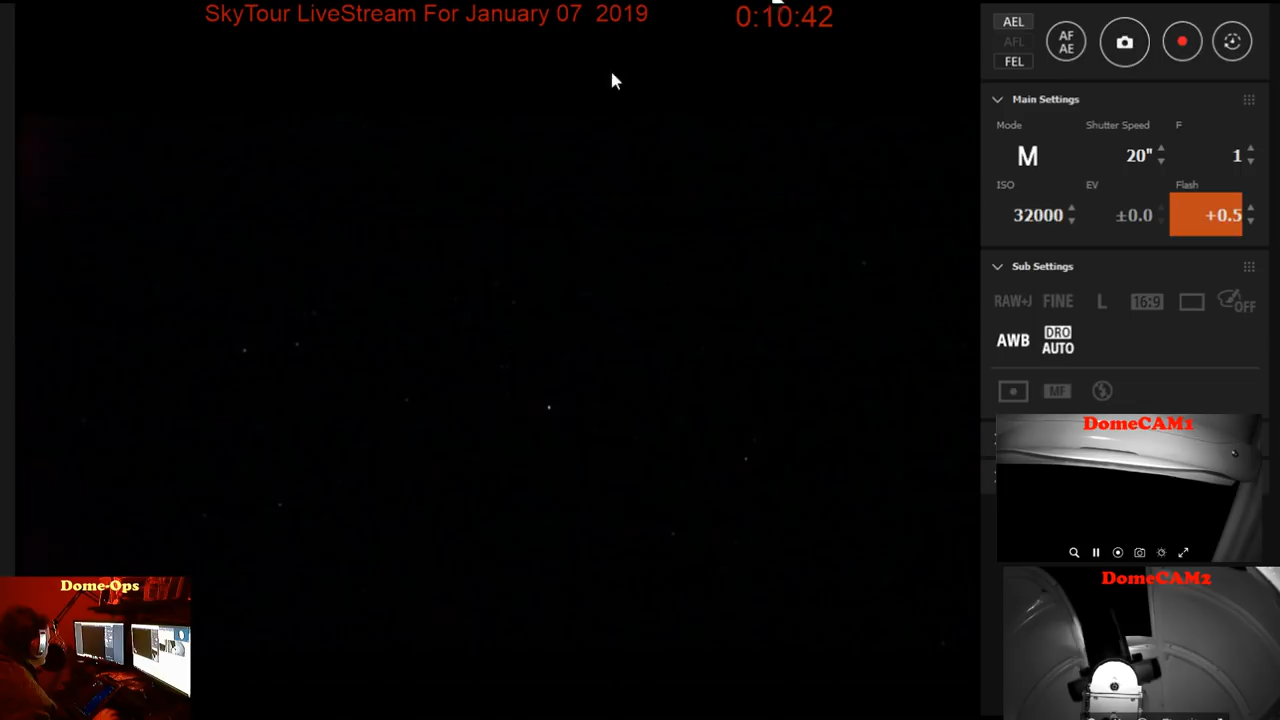 SkyTour LiveStream For January 07 2019
0:10:42
AEL
AFL
FEL
AF
AE
Main Settings
Mode
Shutter Speed
F
M
20"
1
ISO
EV
Flash
32000
±0.0
+0.5
Sub Settings
RAW+J
FINE
L
16:9
OFF
AWB
DRO
AUTO
MF
DomeCAM1
DomeCAM2
Dome-Ops